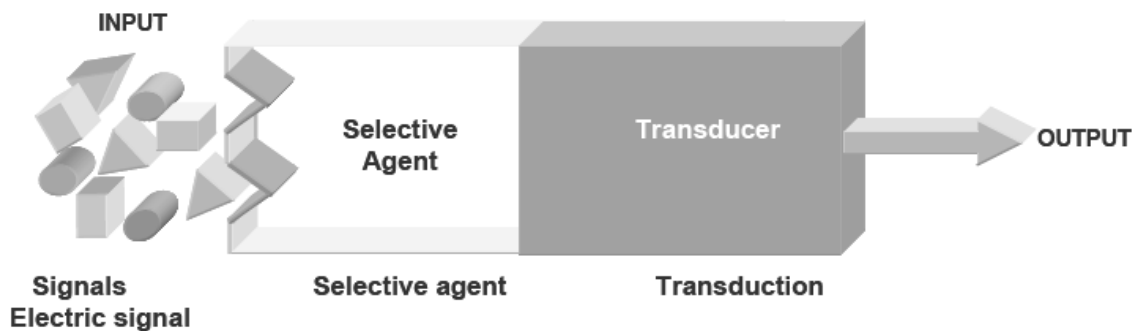 INPUT
Selective
Agent
Transducer
OUTPUT
Signals
Electric signal
Selective agent
Transduction